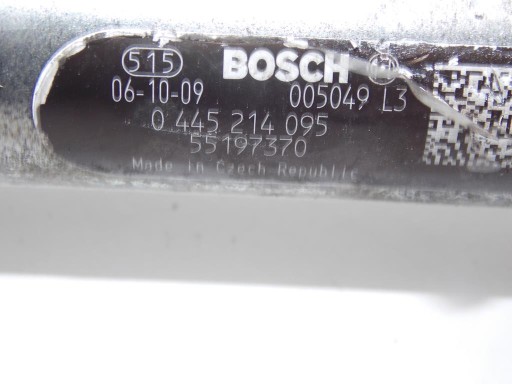 515 BOSCH
06-10-09 005049 L3
0 445 214 095
55197370
Made in Czech Republic